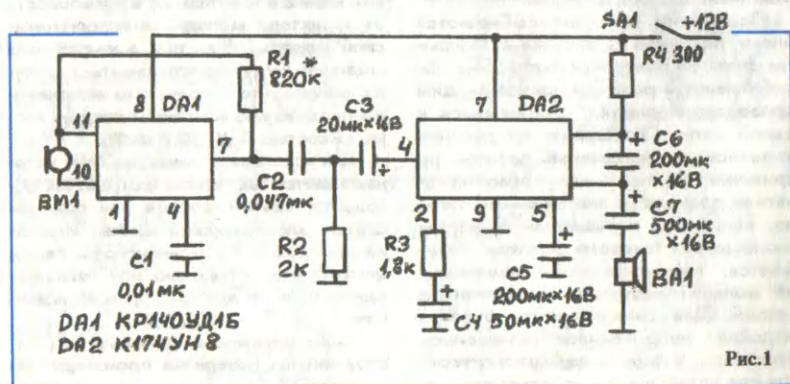 SA1 +12В
R1 *
820к
R4 300
8 DA1
7 DA2
C3
20мк×16В
11
10
BM1
7
4
C2
0,047мк
C6
200мк
×16В
C7
500мк
×16В
1 4
2 9 5
R2
2к
R3
1,8к
BA1
C1
0,01мк
C5
200мк×16В
C4 50мк×16В
DA1 КР140УД1Б
DA2 К174УН8
Рис.1